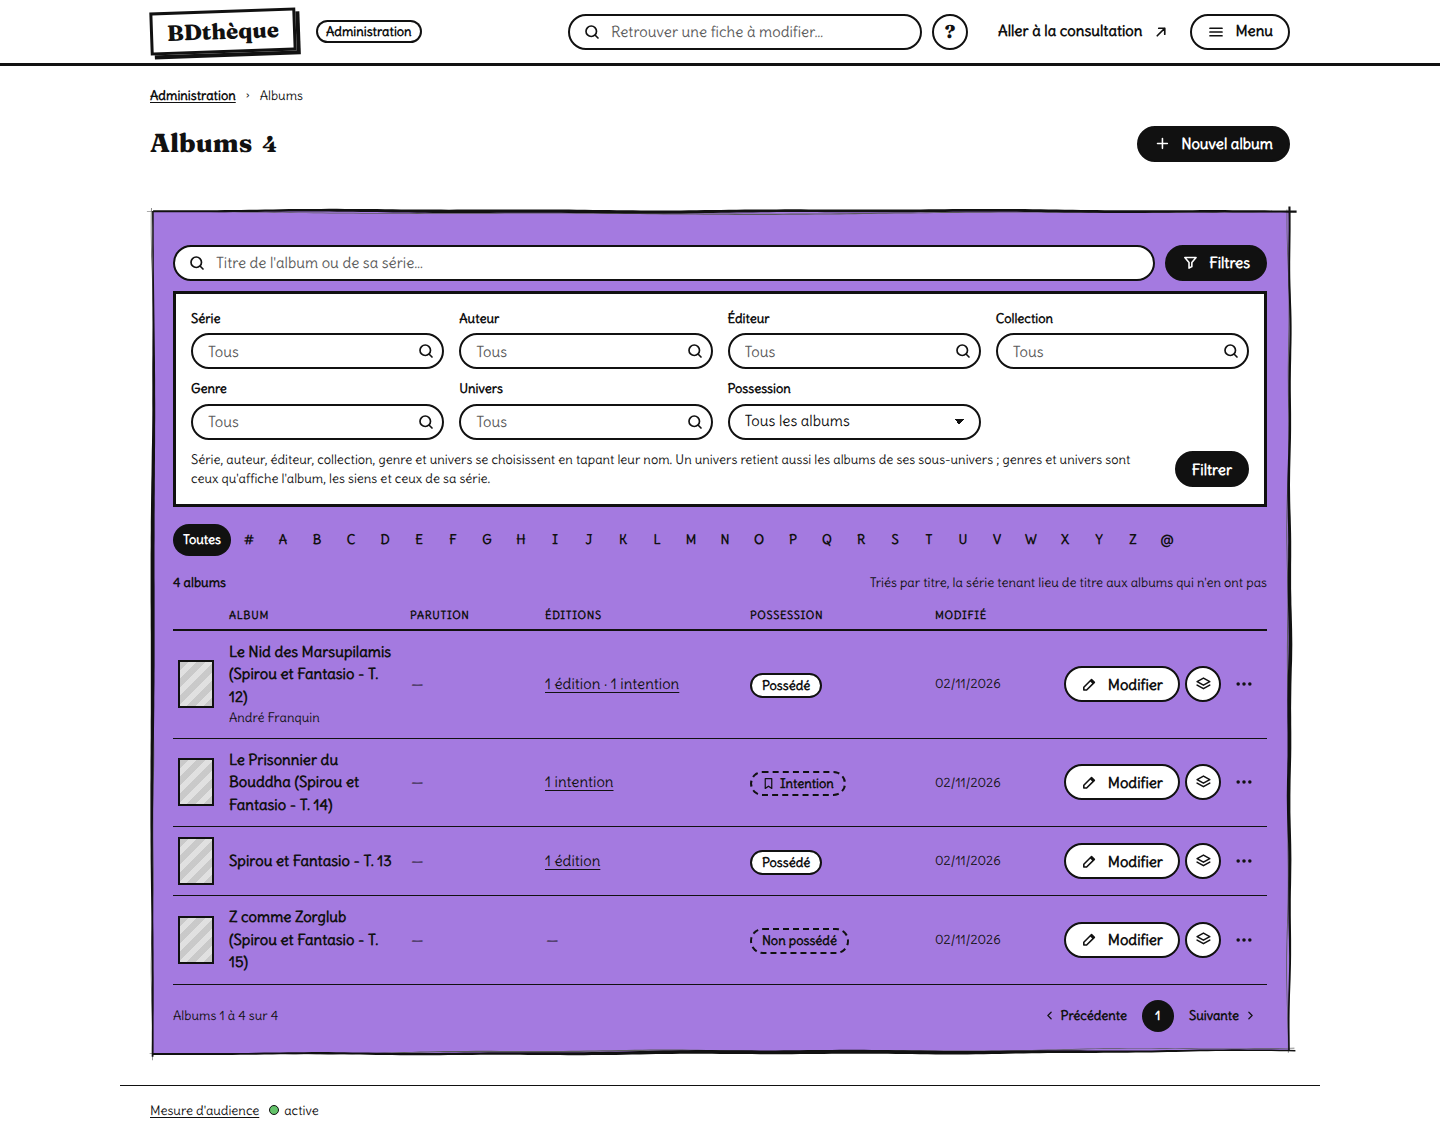 BDthèque
Administration
Retrouver une fiche à modifier...
?
Aller à la consultation
Menu
Administration › Albums
Albums 4
Nouvel album
Titre de l'album ou de sa série...
Filtres
Série Auteur Éditeur Collection
Tous Tous Tous Tous
Genre Univers Possession
Tous Tous Tous les albums
Série, auteur, éditeur, collection, genre et univers se choisissent en tapant leur nom. Un univers retient aussi les albums de ses sous-univers ; genres et univers sont
ceux qu'affiche l'album, les siens et ceux de sa série.
Filtrer
Toutes # A B C D E F G H I J K L M N O P Q R S T U V W X Y Z @
4 albums
Triés par titre, la série tenant lieu de titre aux albums qui n'en ont pas
ALBUM PARUTION ÉDITIONS POSSESSION MODIFIÉ
Le Nid des Marsupilamis
(Spirou et Fantasio - T.
12)
André Franquin
— 1 édition · 1 intention Possédé 02/11/2026 Modifier
Le Prisonnier du
Bouddha (Spirou et
Fantasio - T. 14)
— 1 intention Intention 02/11/2026 Modifier
Spirou et Fantasio - T. 13 — 1 édition Possédé 02/11/2026 Modifier
Z comme Zorglub
(Spirou et Fantasio - T.
15)
— — Non possédé 02/11/2026 Modifier
Albums 1 à 4 sur 4
‹ Précédente 1 Suivante ›
Mesure d'audience active